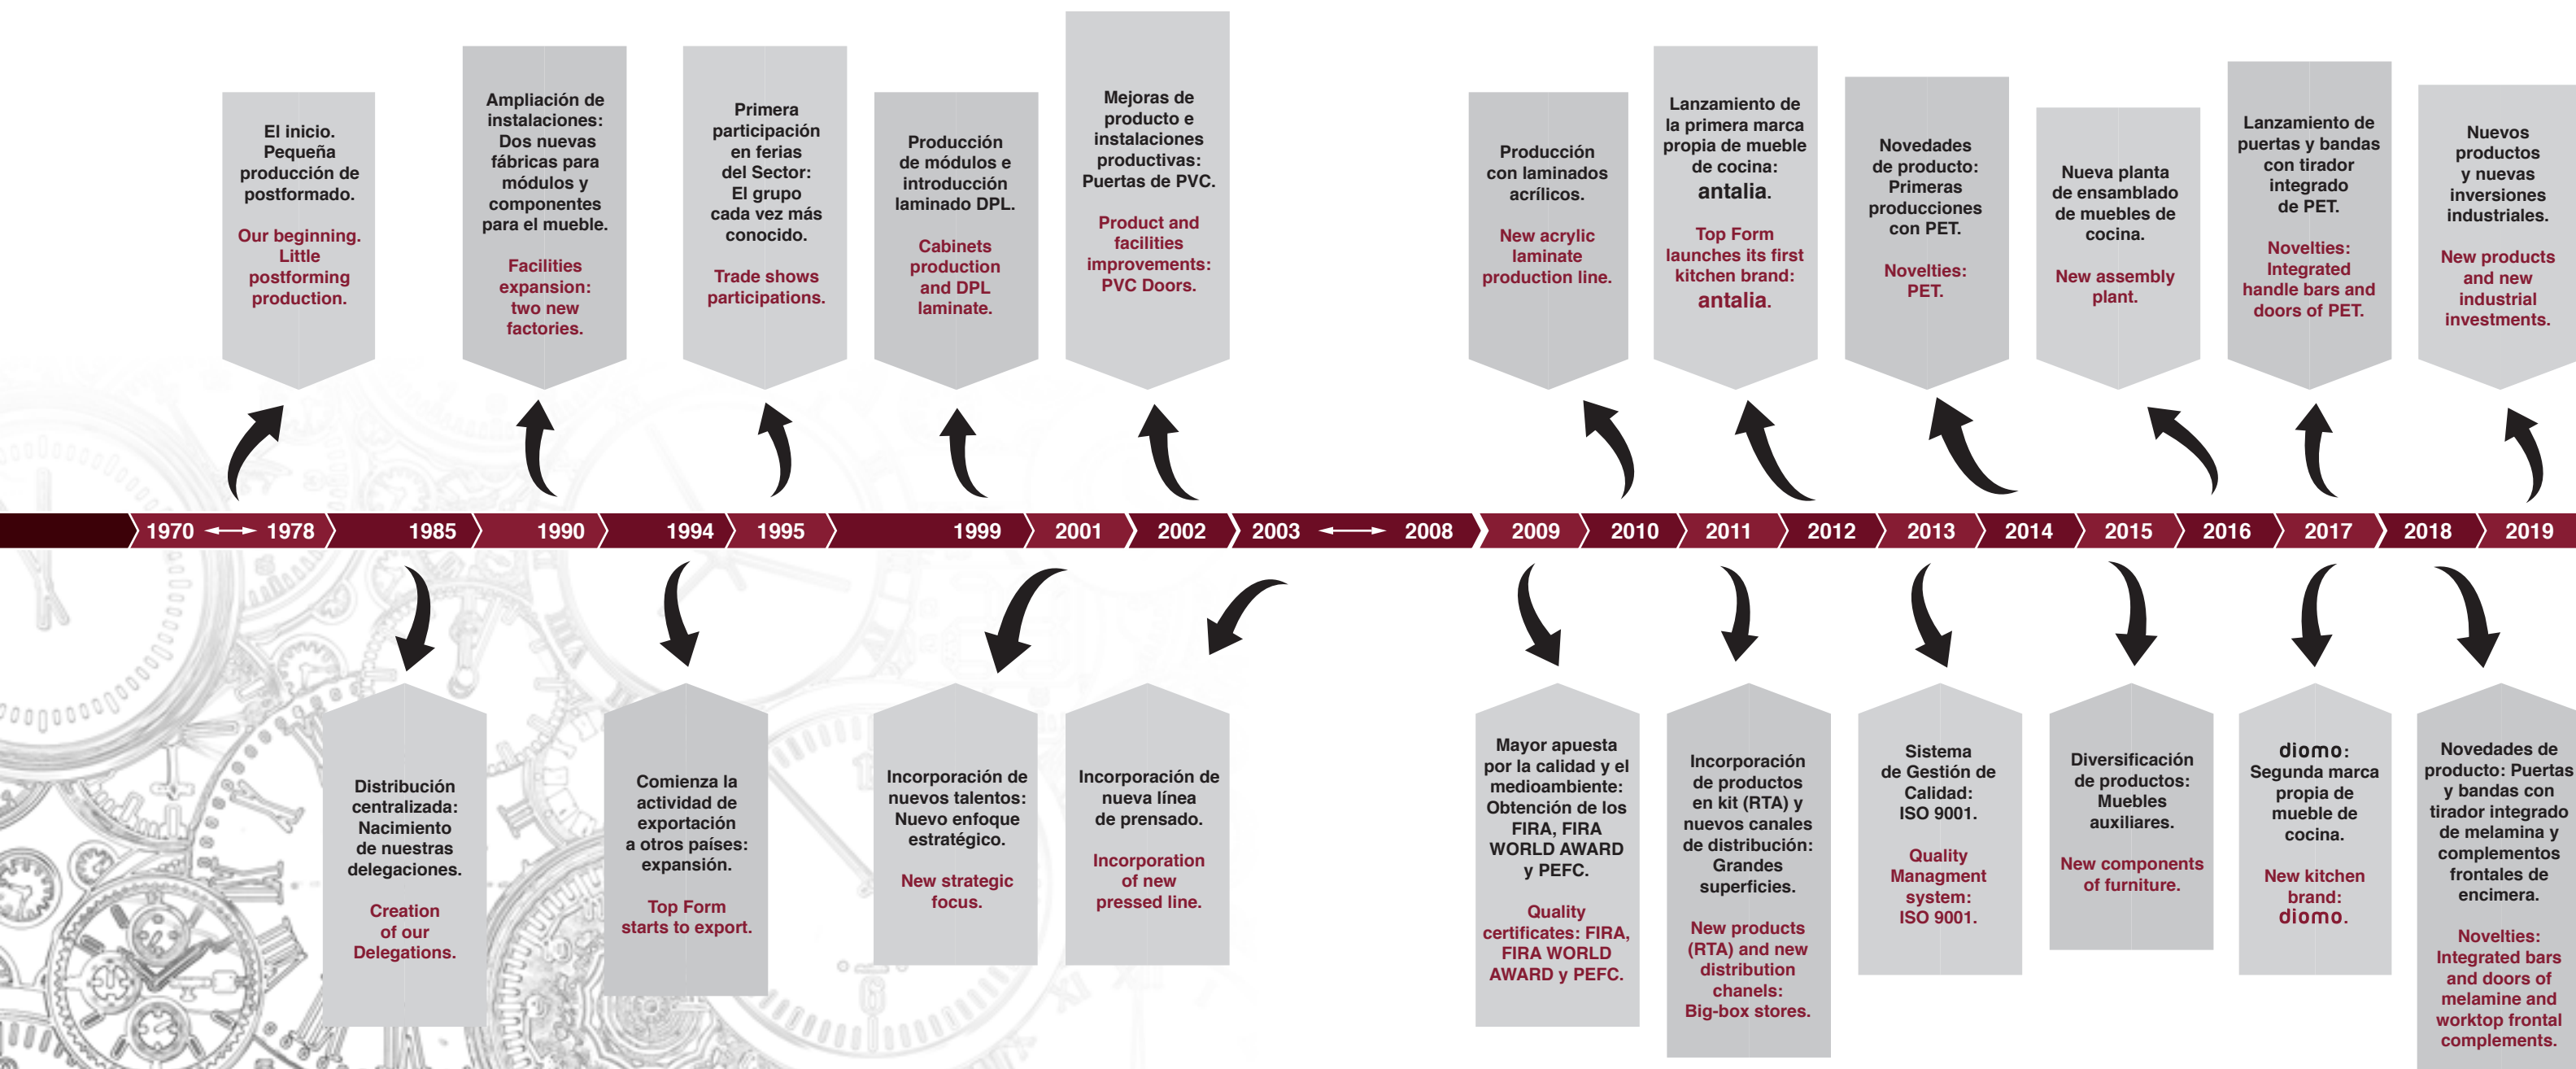 El inicio.
Pequeña
producción de
postformado.
Our beginning.
Little
postforming
production.
Ampliación de
instalaciones:
Dos nuevas
fábricas para
módulos y
componentes
para el mueble.
Facilities
expansion:
two new
factories.
Primera
participación
en ferias
del Sector:
El grupo
cada vez más
conocido.
Trade shows
participations.
Producción
de módulos e
introducción
laminado DPL.
Cabinets
production
and DPL
laminate.
Mejoras de
producto e
instalaciones
productivas:
Puertas de PVC.
Product and
facilities
improvements:
PVC Doors.
Producción
con laminados
acrílicos.
New acrylic
laminate
production line.
Lanzamiento de
la primera marca
propia de mueble
de cocina:
antalia.
Top Form
launches its first
kitchen brand:
antalia.
Novedades
de producto:
Primeras
producciones
con PET.
Novelties:
PET.
Nueva planta
de ensamblado
de muebles de
cocina.
New assembly
plant.
Lanzamiento de
puertas y bandas
con tirador
integrado
de PET.
Novelties:
Integrated
handle bars and
doors of PET.
Nuevos
productos
y nuevas
inversiones
industriales.
New products
and new
industrial
investments.
1970 ↔ 1978 1985 1990 1994 1995 1999 2001 2002 2003 ↔ 2008 2009 2010 2011 2012 2013 2014 2015 2016 2017 2018 2019
Distribución
centralizada:
Nacimiento
de nuestras
delegaciones.
Creation
of our
Delegations.
Comienza la
actividad de
exportación
a otros países:
expansión.
Top Form
starts to export.
Incorporación de
nuevos talentos:
Nuevo enfoque
estratégico.
New strategic
focus.
Incorporación de
nueva línea
de prensado.
Incorporation
of new
pressed line.
Mayor apuesta
por la calidad y el
medioambiente:
Obtención de los
FIRA, FIRA
WORLD AWARD
y PEFC.
Quality
certificates: FIRA,
FIRA WORLD
AWARD y PEFC.
Incorporación
de productos
en kit (RTA) y
nuevos canales
de distribución:
Grandes
superficies.
New products
(RTA) and new
distribution
chanels:
Big-box stores.
Sistema
de Gestión de
Calidad:
ISO 9001.
Quality
Managment
system:
ISO 9001.
Diversificación
de productos:
Muebles
auxiliares.
New components
of furniture.
diomo:
Segunda marca
propia de
mueble de
cocina.
New kitchen
brand:
diomo.
Novedades de
producto: Puertas
y bandas con
tirador integrado
de melamina y
complementos
frontales de
encimera.
Novelties:
Integrated bars
and doors of
melamine and
worktop frontal
complements.